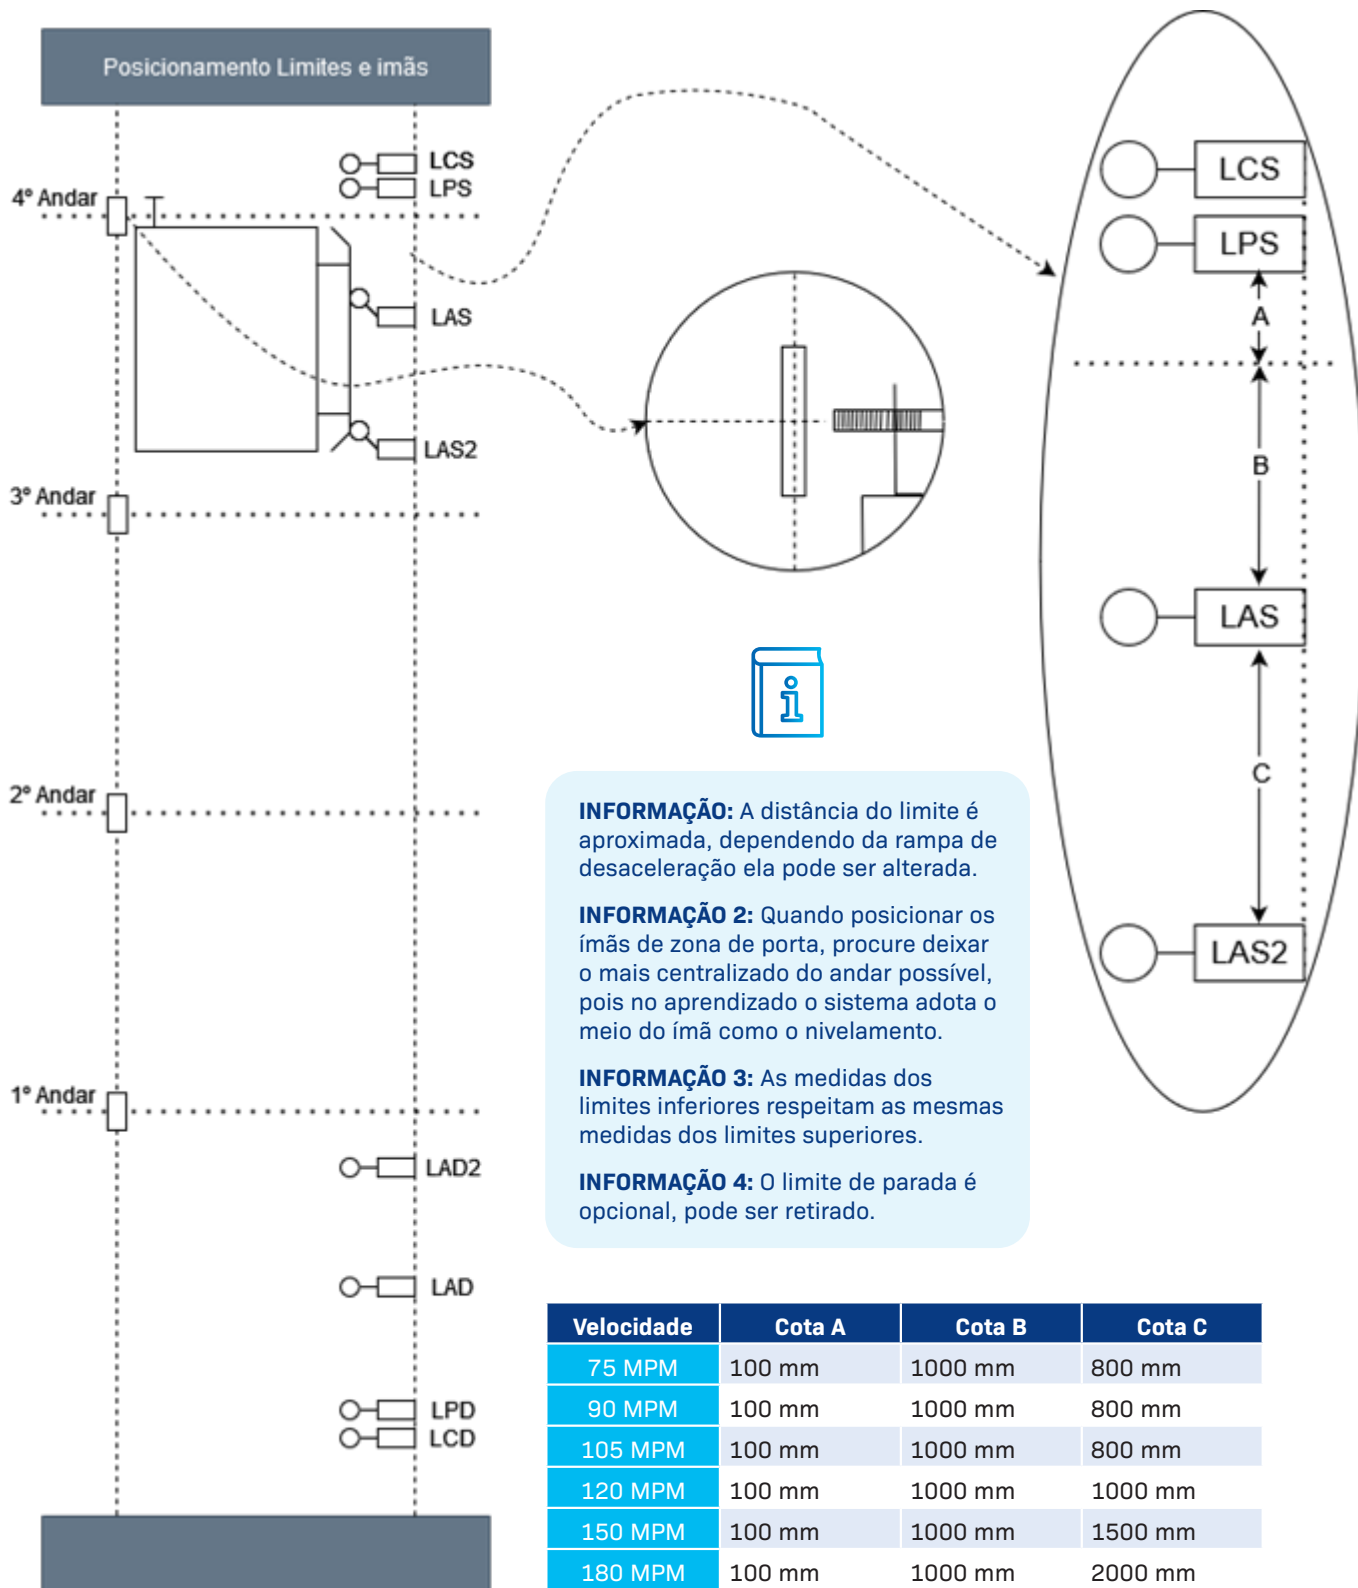 Posicionamento Limites e imãs
LCS
LPS
4º Andar
LAS
LAS2
3º Andar
2º Andar
1º Andar
LAD2
LAD
LPD
LCD
LCS
LPS
A
B
LAS
C
LAS2
i
INFORMAÇÃO: A distância do limite é
aproximada, dependendo da rampa de
desaceleração ela pode ser alterada.
INFORMAÇÃO 2: Quando posicionar os
ímãs de zona de porta, procure deixar
o mais centralizado do andar possível,
pois no aprendizado o sistema adota o
meio do ímã como o nivelamento.
INFORMAÇÃO 3: As medidas dos
limites inferiores respeitam as mesmas
medidas dos limites superiores.
INFORMAÇÃO 4: O limite de parada é
opcional, pode ser retirado.
Velocidade Cota A Cota B Cota C
75 MPM 100 mm 1000 mm 800 mm
90 MPM 100 mm 1000 mm 800 mm
105 MPM 100 mm 1000 mm 800 mm
120 MPM 100 mm 1000 mm 1000 mm
150 MPM 100 mm 1000 mm 1500 mm
180 MPM 100 mm 1000 mm 2000 mm